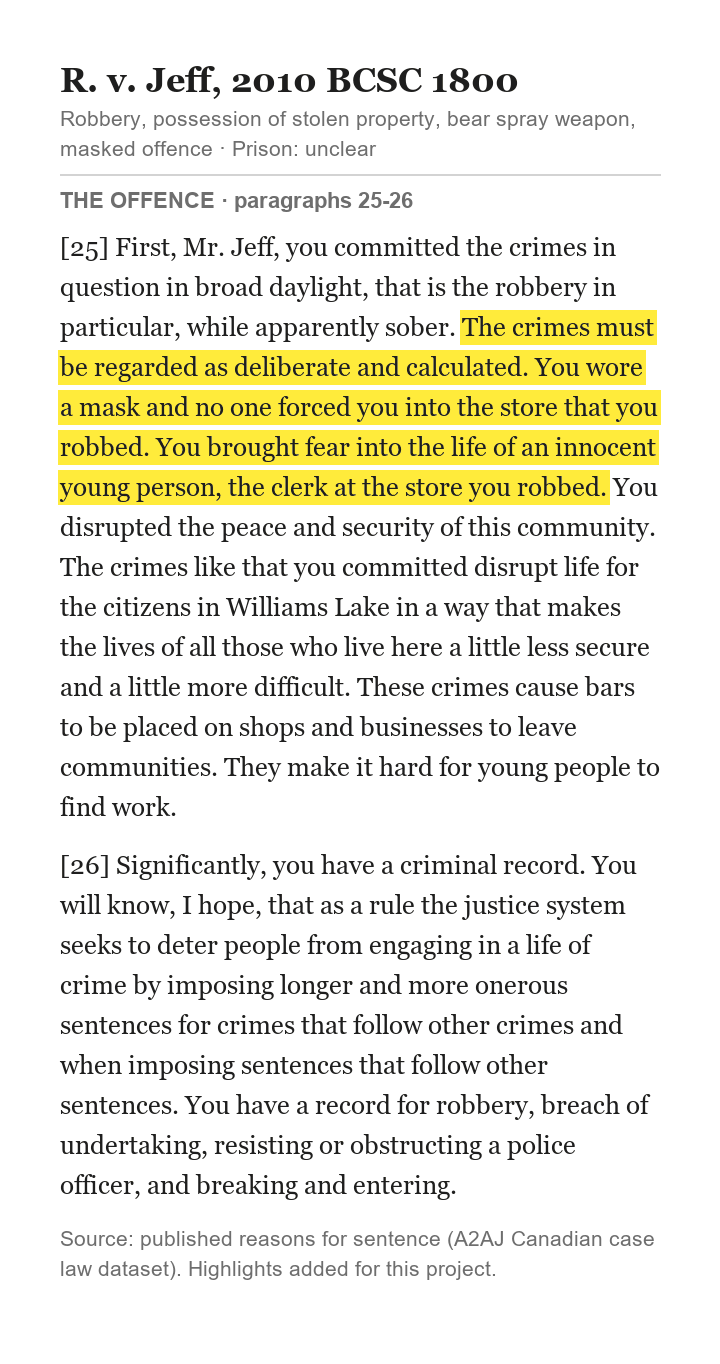 R. v. Jeff, 2010 BCSC 1800
Robbery, possession of stolen property, bear spray weapon,
masked offence · Prison: unclear
THE OFFENCE · paragraphs 25-26
[25] First, Mr. Jeff, you committed the crimes in
question in broad daylight, that is the robbery in
particular, while apparently sober. The crimes must
be regarded as deliberate and calculated. You wore
a mask and no one forced you into the store that you
robbed. You brought fear into the life of an innocent
young person, the clerk at the store you robbed. You
disrupted the peace and security of this community.
The crimes like that you committed disrupt life for
the citizens in Williams Lake in a way that makes
the lives of all those who live here a little less secure
and a little more difficult. These crimes cause bars
to be placed on shops and businesses to leave
communities. They make it hard for young people to
find work.
[26] Significantly, you have a criminal record. You
will know, I hope, that as a rule the justice system
seeks to deter people from engaging in a life of
crime by imposing longer and more onerous
sentences for crimes that follow other crimes and
when imposing sentences that follow other
sentences. You have a record for robbery, breach of
undertaking, resisting or obstructing a police
officer, and breaking and entering.
Source: published reasons for sentence (A2AJ Canadian case
law dataset). Highlights added for this project.